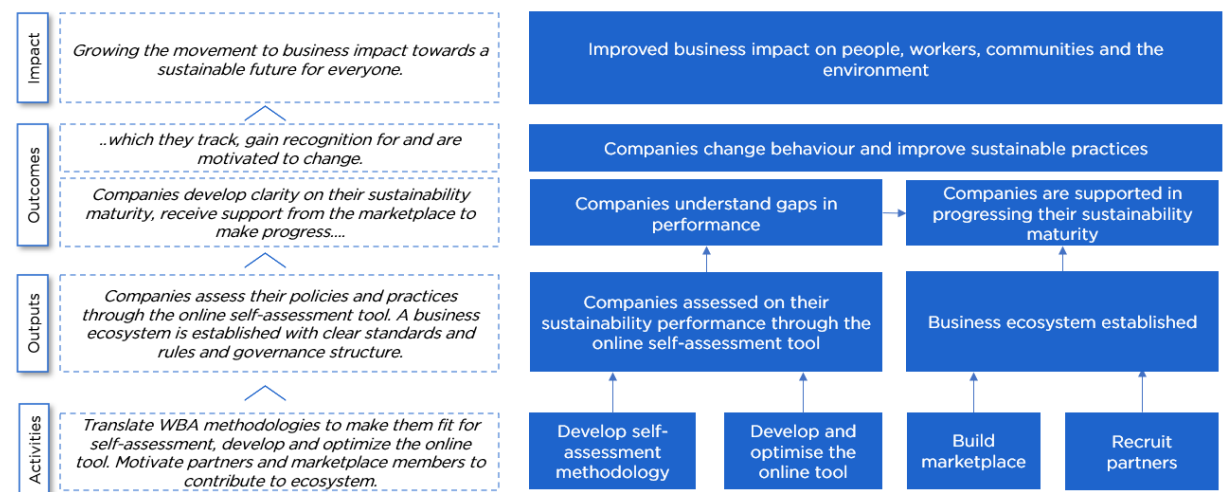 Impact
Growing the movement to business impact towards a
sustainable future for everyone.
Improved business impact on people, workers, communities and the
environment
Outcomes
..which they track, gain recognition for and are
motivated to change.
Companies develop clarity on their sustainability
maturity, receive support from the marketplace to
make progress....
Companies change behaviour and improve sustainable practices
Companies understand gaps in
performance
Companies are supported in
progressing their sustainability
maturity
Outputs
Companies assess their policies and practices
through the online self-assessment tool. A business
ecosystem is established with clear standards and
rules and governance structure.
Companies assessed on their
sustainability performance through the
online self-assessment tool
Business ecosystem established
Activities
Translate WBA methodologies to make them fit for
self-assessment, develop and optimize the online
tool. Motivate partners and marketplace members to
contribute to ecosystem.
Develop self-
assessment
methodology
Develop and
optimise the
online tool
Build
marketplace
Recruit
partners